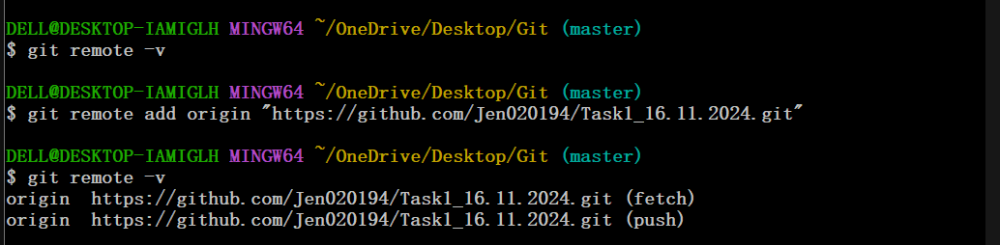 DELL@DESKTOP-IAMIGLH MINGW64 ~/OneDrive/Desktop/Git (master)
$ git remote -v
DELL@DESKTOP-IAMIGLH MINGW64 ~/OneDrive/Desktop/Git (master)
$ git remote add origin "https://github.com/Jen020194/Task1_16.11.2024.git"
DELL@DESKTOP-IAMIGLH MINGW64 ~/OneDrive/Desktop/Git (master)
$ git remote -v
origin  https://github.com/Jen020194/Task1_16.11.2024.git (fetch)
origin  https://github.com/Jen020194/Task1_16.11.2024.git (push)